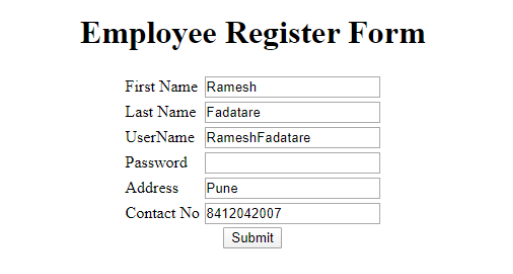 Employee Register Form
First Name Ramesh
Last Name Fadatare
UserName RameshFadatare
Password
Address Pune
Contact No 8412042007
Submit